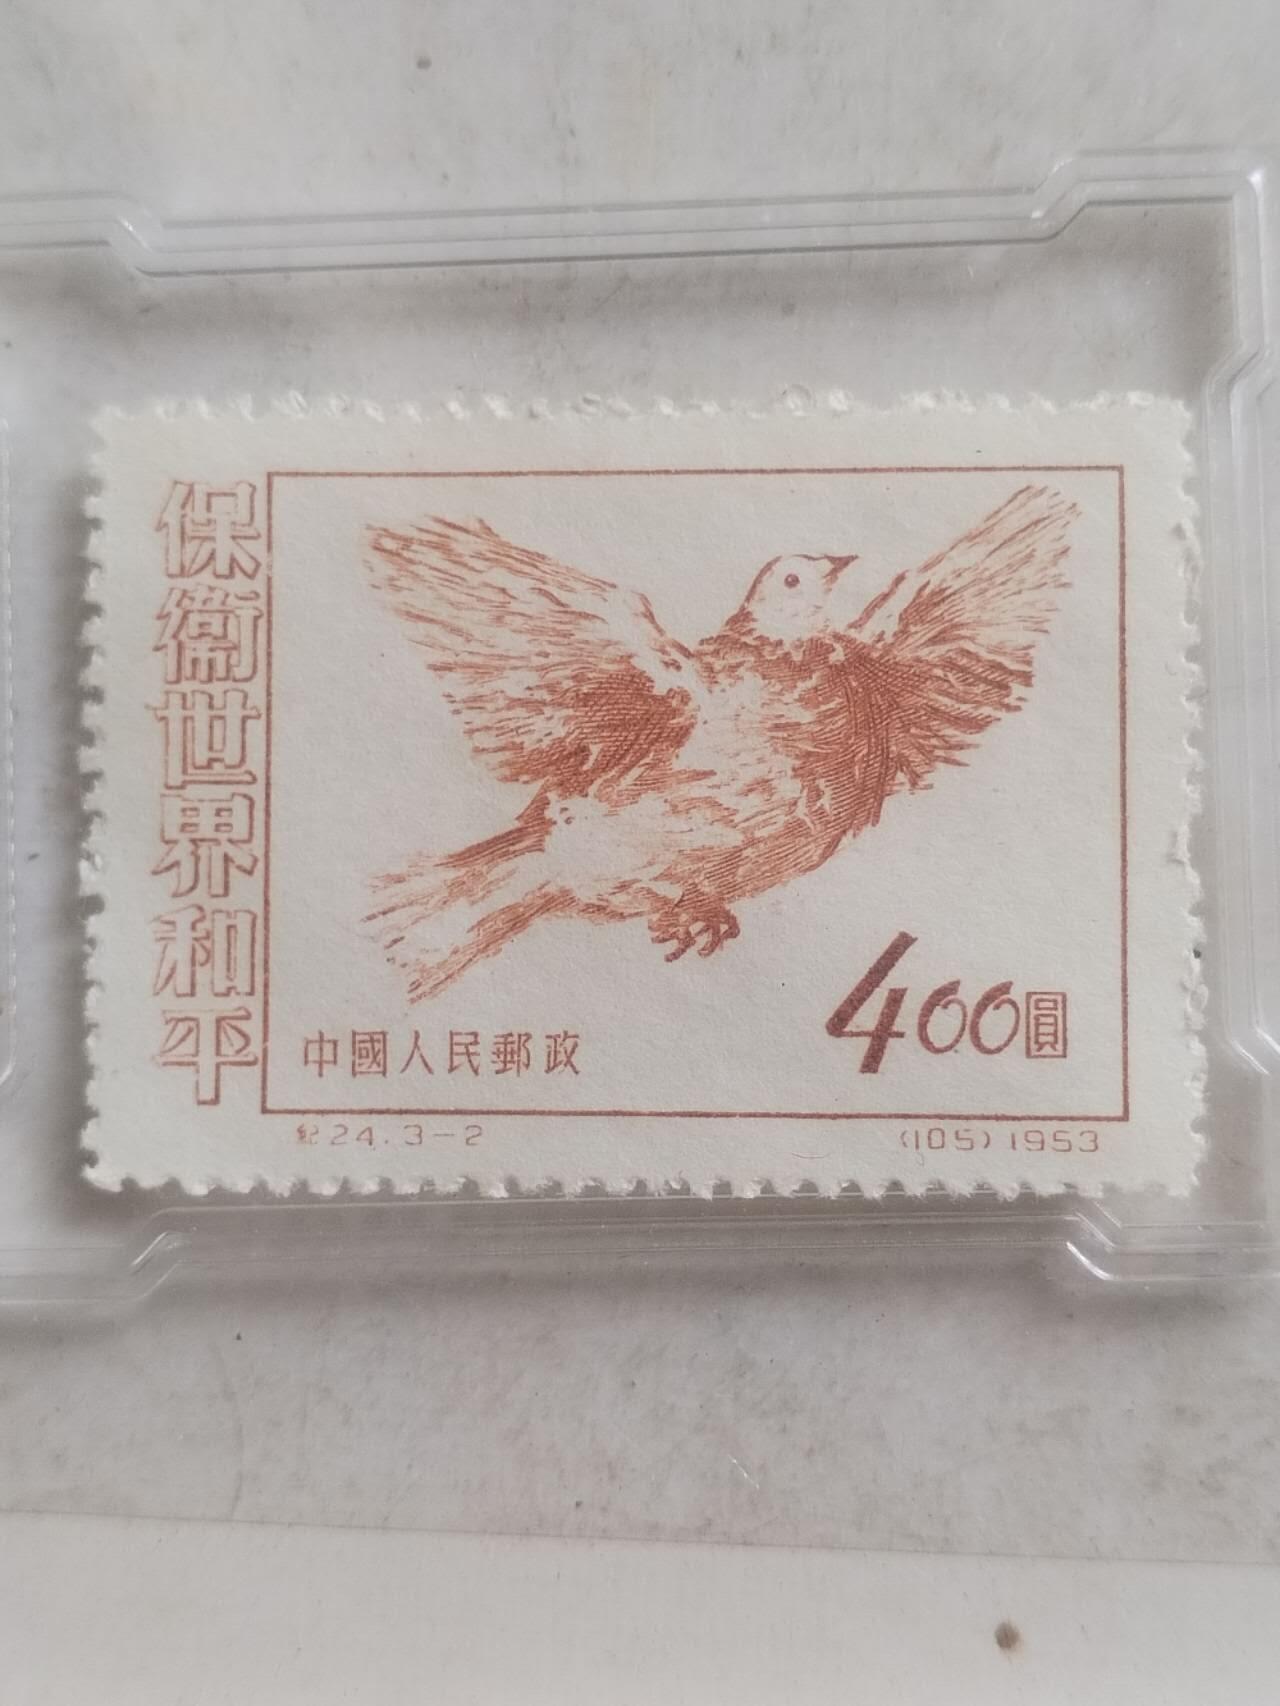 保衞世界和平
400圓
中國人民郵政
紀24.3-2
(105)1953